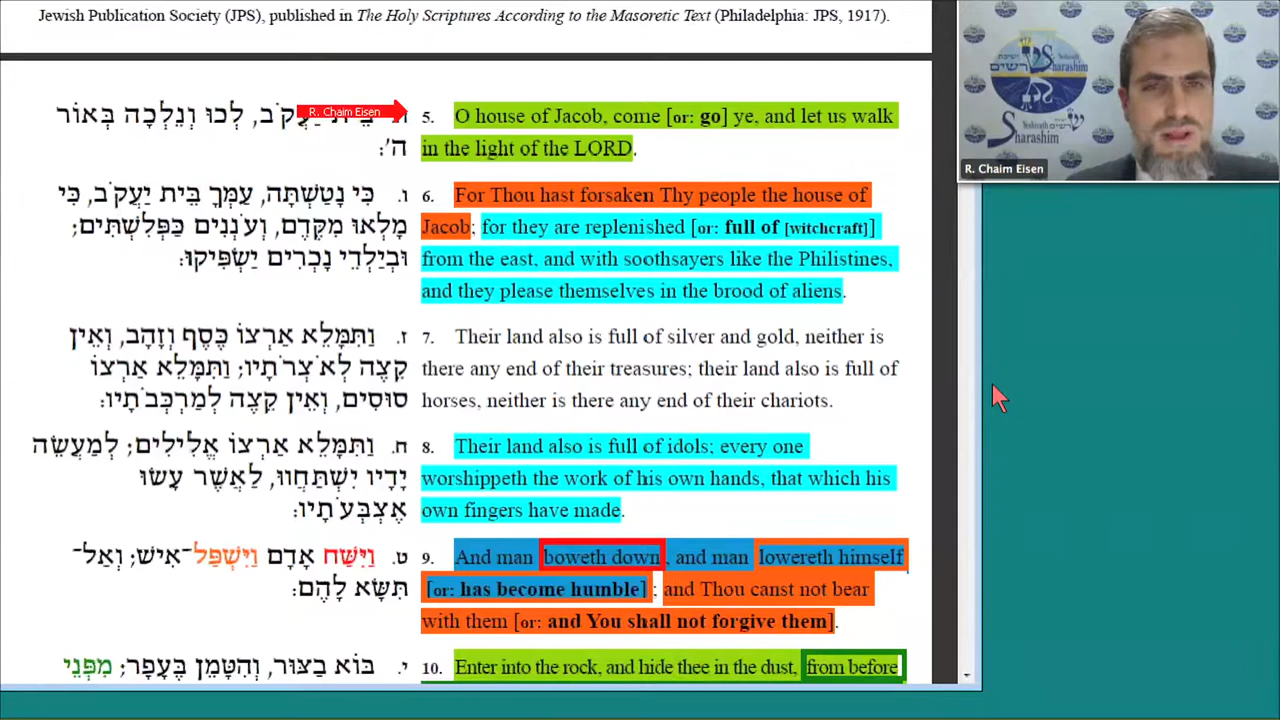 Jewish Publication Society (JPS), published in The Holy Scriptures According to the Masoretic Text (Philadelphia: JPS, 1917).
יַעֲקֹב, לְכוּ וְנֵלְכָה בְּאוֹר
ה':
R. Chaim Eisen
5. O house of Jacob, come [or: go] ye, and let us walk
in the light of the LORD.
ו. כִּי נָטַשְׁתָּה, עַמְּךָ בֵּית יַעֲקֹב, כִּי
מָלְאוּ מִקֶּדֶם, וְעֹנְנִים כַּפְּלִשְׁתִּים;
וּבְיַלְדֵי נָכְרִים יַשְׂפִּיקוּ:
6. For Thou hast forsaken Thy people the house of
Jacob; for they are replenished [or: full of [witchcraft]]
from the east, and with soothsayers like the Philistines,
and they please themselves in the brood of aliens.
ז. וַתִּמָּלֵא אַרְצוֹ כֶּסֶף וְזָהָב, וְאֵין
קֵצֶה לְאֹצְרֹתָיו; וַתִּמָּלֵא אַרְצוֹ
סוּסִים, וְאֵין קֵצֶה לְמַרְכְּבֹתָיו:
7. Their land also is full of silver and gold, neither is
there any end of their treasures; their land also is full of
horses, neither is there any end of their chariots.
ח. וַתִּמָּלֵא אַרְצוֹ אֱלִילִים; לְמַעֲשֵׂה
יָדָיו יִשְׁתַּחֲווּ, לַאֲשֶׁר עָשׂוּ
אֶצְבְּעֹתָיו:
8. Their land also is full of idols; every one
worshippeth the work of his own hands, that which his
own fingers have made.
ט. וַיִּשַּׁח אָדָם וַיִּשְׁפַּל־אִישׁ; וְאַל־
תִּשָּׂא לָהֶם:
9. And man boweth down, and man lowereth himself
[or: has become humble]; and Thou canst not bear
with them [or: and You shall not forgive them].
י. בּוֹא בַצּוּר, וְהִטָּמֵן בֶּעָפָר; מִפְּנֵי
10. Enter into the rock, and hide thee in the dust, from before
Sharashim
ישיבת
שרשים
Yeshivath
Sharashim
R. Chaim Eisen